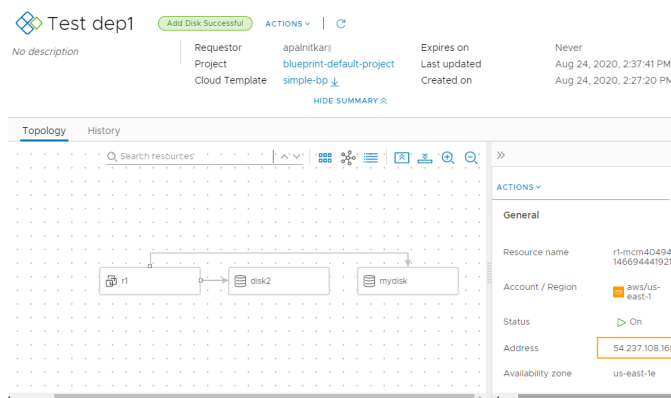 Test dep1
Add Disk Successful
ACTIONS
No description
Requestor apalnitkar
Expires on Never
Project blueprint-default-project
Last updated Aug 24, 2020, 2:37:41 PM
Cloud Template simple-bp
Created on Aug 24, 2020, 2:27:20 PM
HIDE SUMMARY
Topology History
Search resources
ACTIONS
General
Resource name r1-mcm40494
146694441921
Account / Region aws/us-
east-1
Status On
Address 54.237.108.168
Availability zone us-east-1e
r1
disk2
mydisk